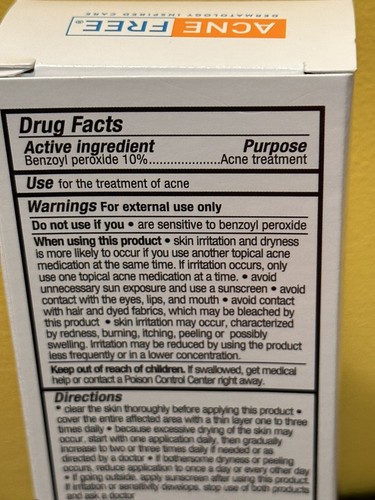 ACNE FREE®
DERMATOLOGY INSPIRED CARE
Drug Facts
Active ingredient Purpose
Benzoyl peroxide 10%.....................Acne treatment
Use for the treatment of acne
Warnings For external use only
Do not use if you • are sensitive to benzoyl peroxide
When using this product • skin irritation and dryness
is more likely to occur if you use another topical acne
medication at the same time. If irritation occurs, only
use one topical acne medication at a time. • avoid
unnecessary sun exposure and use a sunscreen • avoid
contact with the eyes, lips, and mouth • avoid contact
with hair and dyed fabrics, which may be bleached by
this product • skin irritation may occur, characterized
by redness, burning, itching, peeling or possibly
swelling. Irritation may be reduced by using the product
less frequently or in a lower concentration.
Keep out of reach of children. If swallowed, get medical
help or contact a Poison Control Center right away.
Directions
• clear the skin thoroughly before applying this product •
cover the entire affected area with a thin layer one to three
times daily • because excessive drying of the skin may
occur, start with one application daily, then gradually
increase to two or three times daily if needed or as
directed by a doctor • if bothersome dryness or peeling
occurs, reduce application to once a day or every other day
• if going outside, apply sunscreen after using this product.
If irritation or sensitivity develops, stop use of both products
and ask a doctor